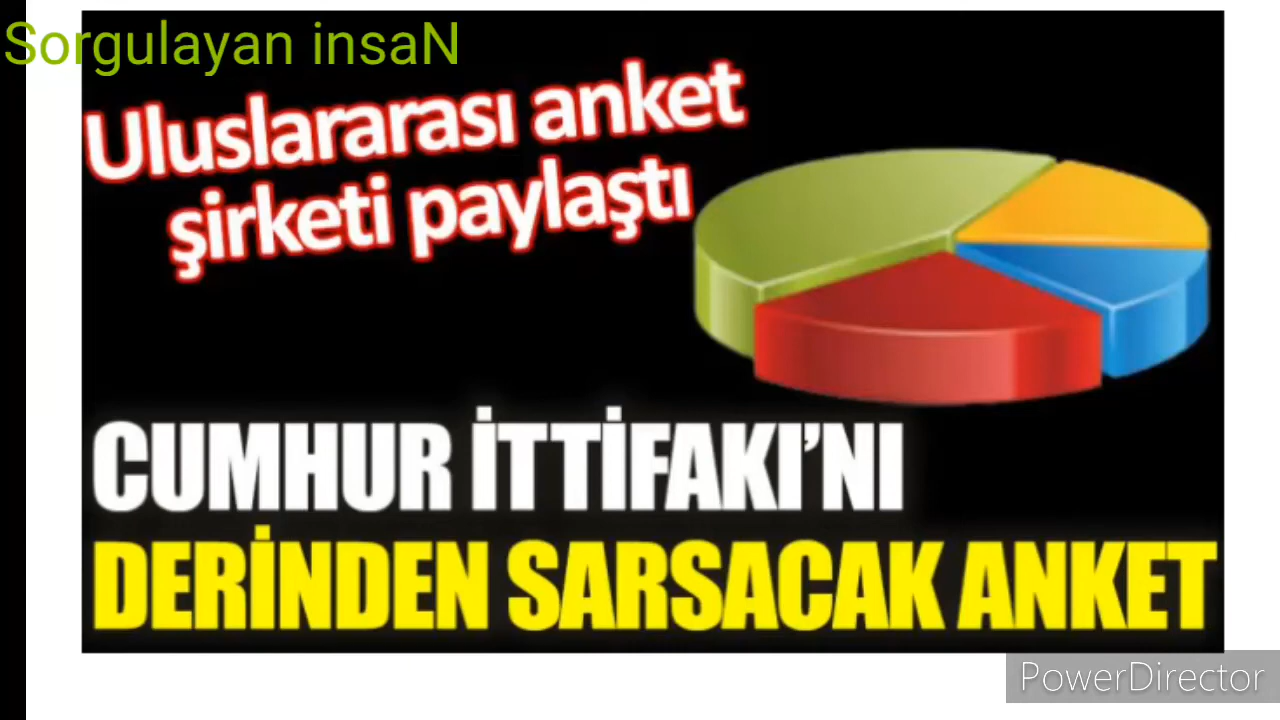 Sorgulayan insaN
Uluslararası anket
şirketi paylaştı
CUMHUR İTTİFAKI'NI
DERİNDEN SARSACAK ANKET
PowerDirector